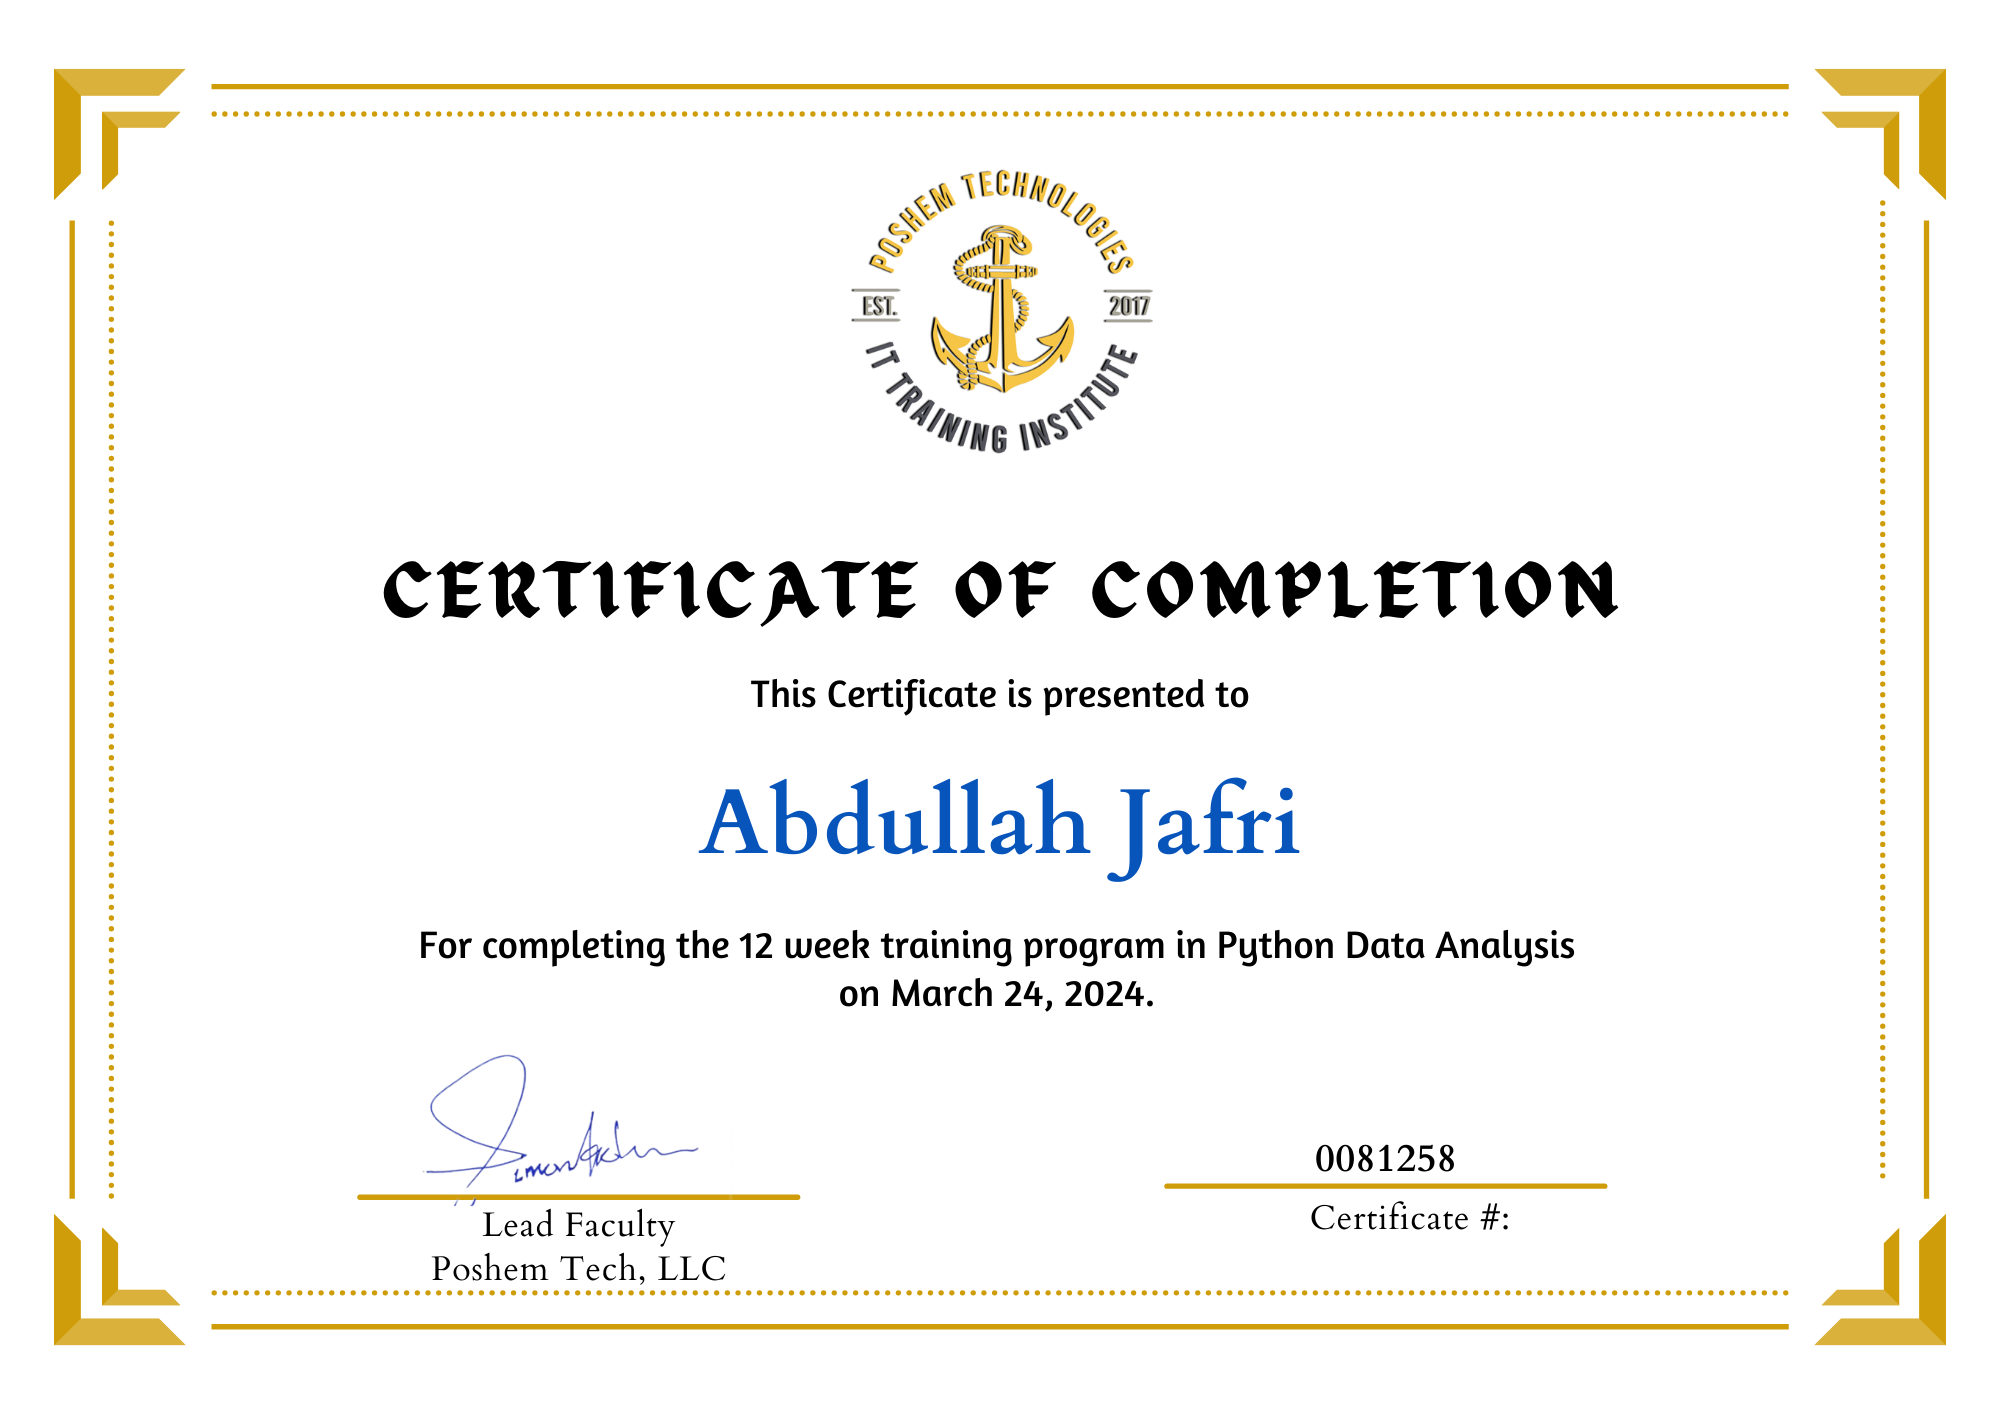 POSHEM TECHNOLOGIES
EST. 2017
IT TRAINING INSTITUTE
CERTIFICATE OF COMPLETION
This Certificate is presented to
Abdullah Jafri
For completing the 12 week training program in Python Data Analysis
on March 24, 2024.
0081258
Lead Faculty
Poshem Tech, LLC
Certificate #: